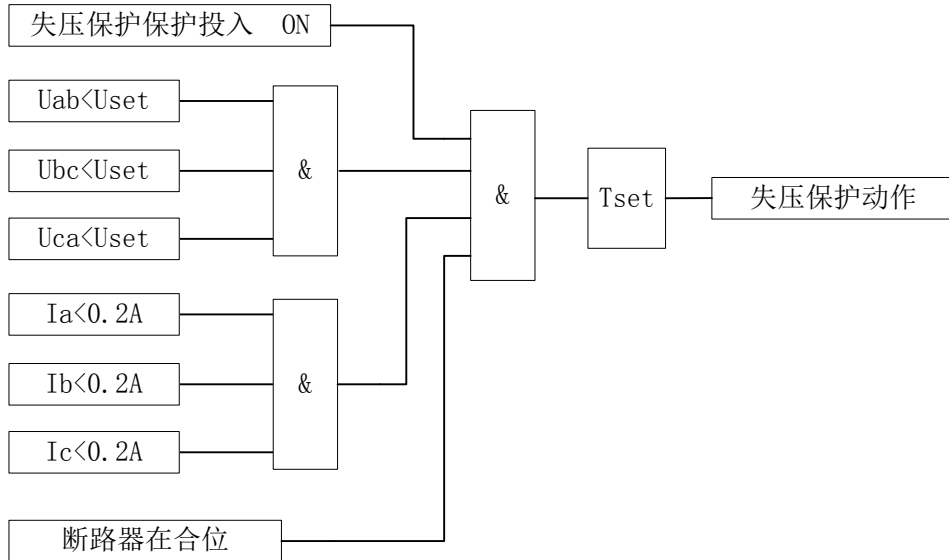 失压保护保护投入 ON
Uab<Uset
Ubc<Uset
&
Uca<Uset
&
Tset
失压保护动作
Ia<0.2A
Ib<0.2A
&
Ic<0.2A
断路器在合位